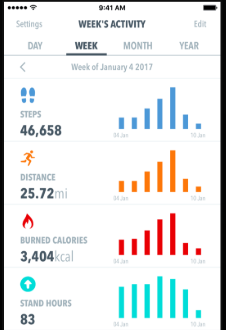 9:41 AM
Settings WEEK'S ACTIVITY Edit
DAY WEEK MONTH YEAR
Week of January 4 2017
STEPS
46,658
04 Jan 10 Jan
DISTANCE
25.72mi
04 Jan 10 Jan
BURNED CALORIES
3,404kcal
04 Jan 10 Jan
STAND HOURS
83
04 Jan 10 Jan